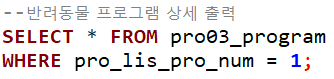 --반려동물 프로그램 상세 출력
SELECT * FROM pro03_program
WHERE pro_lis_pro_num = 1;